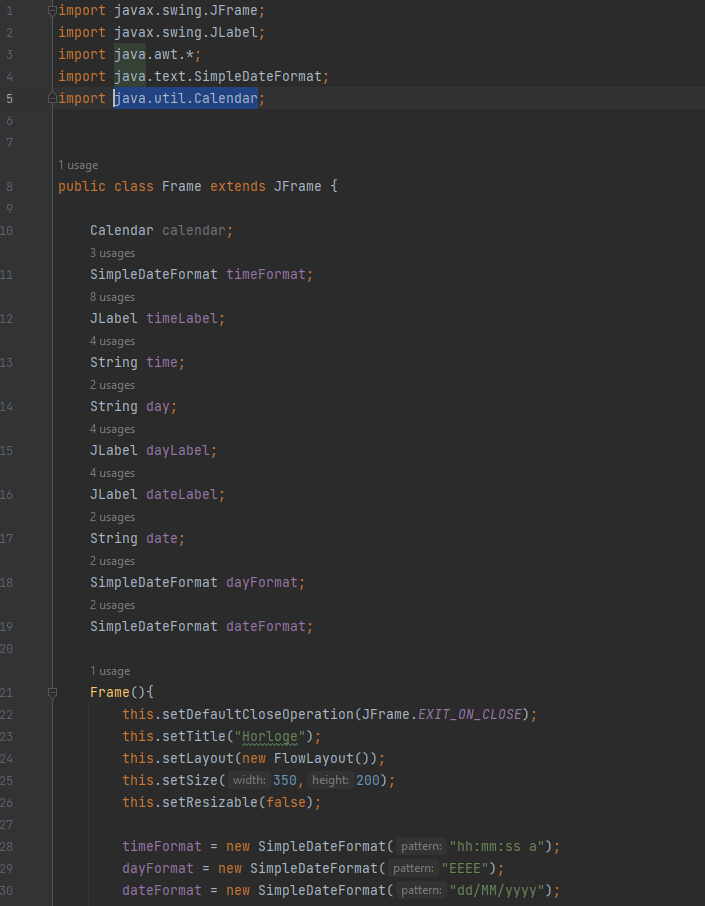 1 import javax.swing.JFrame;
2 import javax.swing.JLabel;
3 import java.awt.*;
4 import java.text.SimpleDateFormat;
5 import java.util.Calendar;
6
7
1 usage
8 public class Frame extends JFrame {
9
10 Calendar calendar;
3 usages
11 SimpleDateFormat timeFormat;
8 usages
12 JLabel timeLabel;
4 usages
13 String time;
2 usages
14 String day;
4 usages
15 JLabel dayLabel;
4 usages
16 JLabel dateLabel;
2 usages
17 String date;
2 usages
18 SimpleDateFormat dayFormat;
2 usages
19 SimpleDateFormat dateFormat;
20
1 usage
21 Frame(){
22 this.setDefaultCloseOperation(JFrame.EXIT_ON_CLOSE);
23 this.setTitle("Horloge");
24 this.setLayout(new FlowLayout());
25 this.setSize( width: 350, height: 200);
26 this.setResizable(false);
27
28 timeFormat = new SimpleDateFormat( pattern: "hh:mm:ss a");
29 dayFormat = new SimpleDateFormat( pattern: "EEEE");
30 dateFormat = new SimpleDateFormat( pattern: "dd/MM/yyyy");